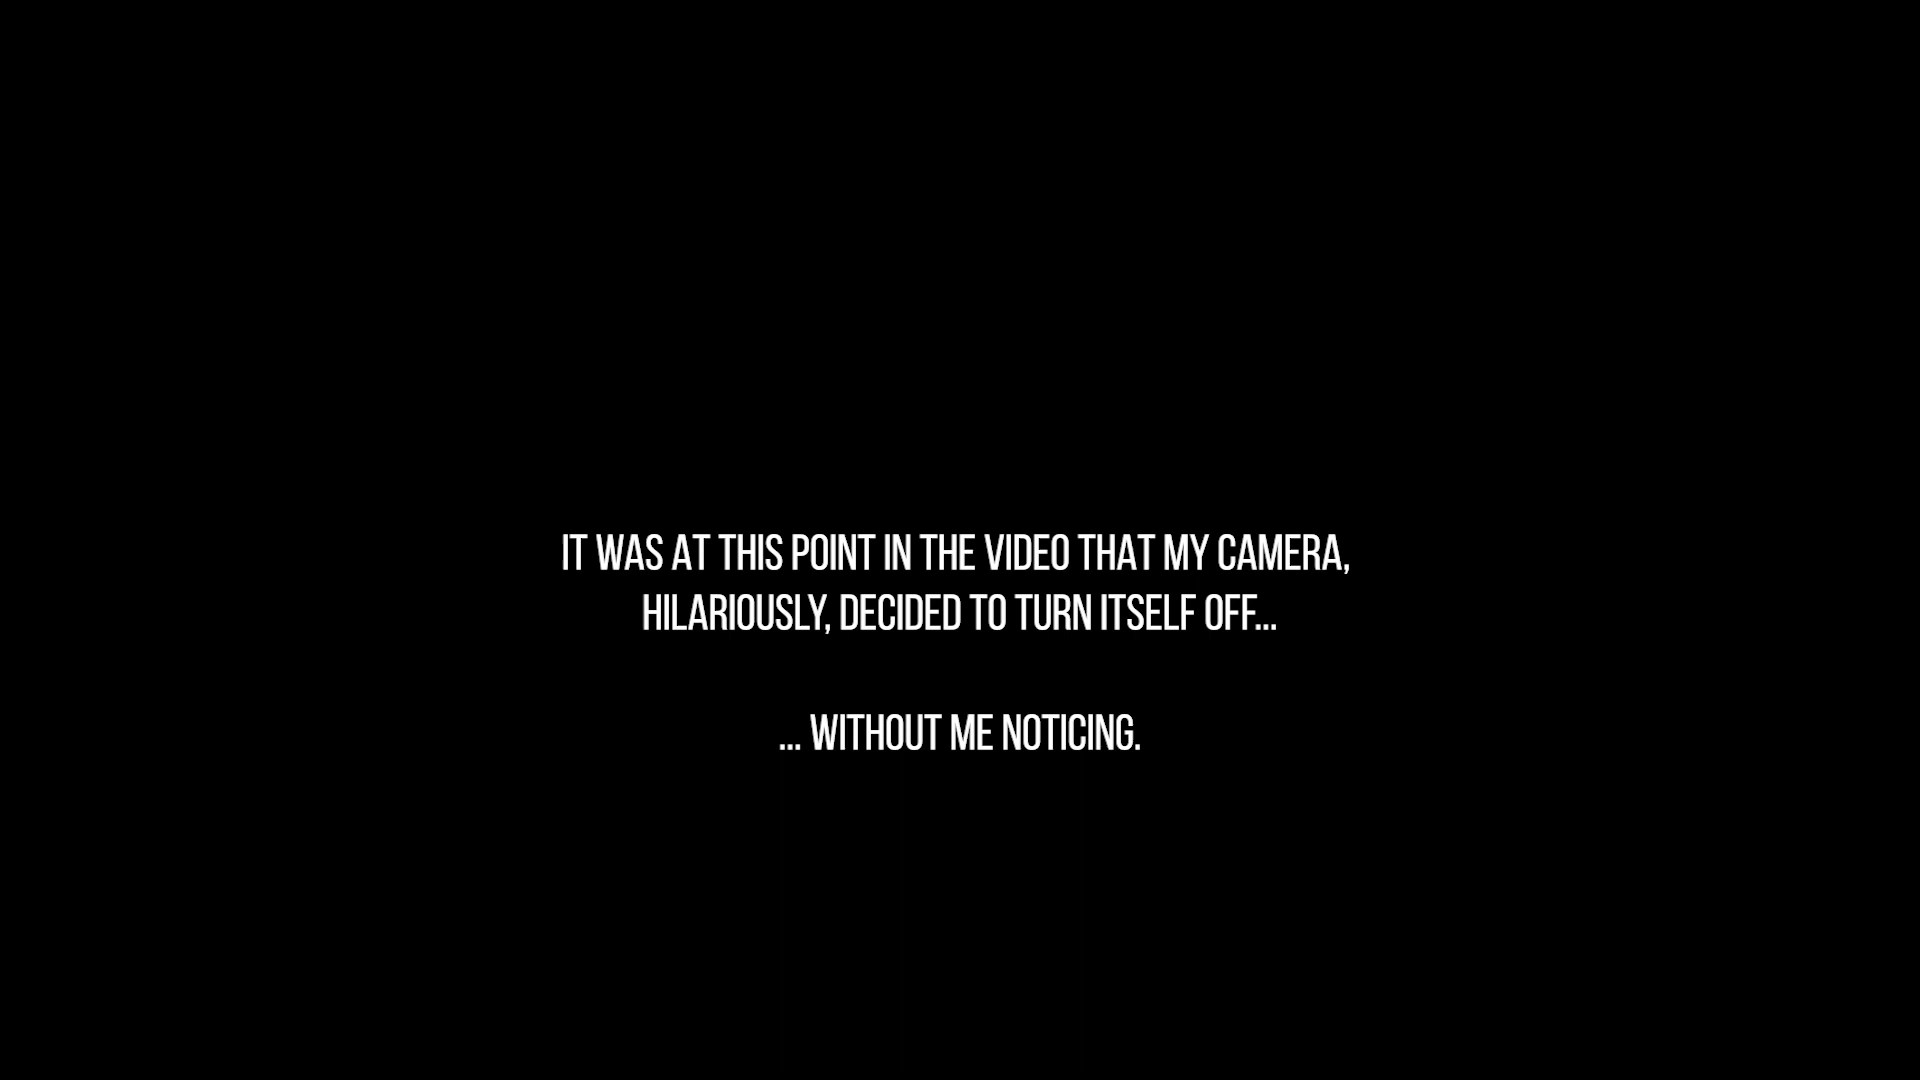 IT WAS AT THIS POINT IN THE VIDEO THAT MY CAMERA,
HILARIOUSLY, DECIDED TO TURN ITSELF OFF...
... WITHOUT ME NOTICING.